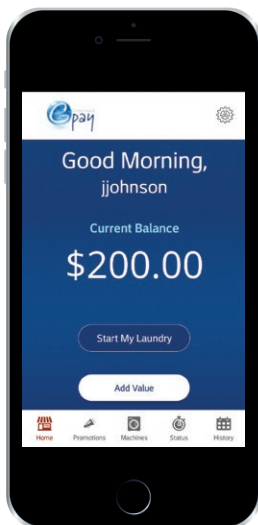 pay
Good Morning,
jjohnson
Current Balance
$200.00
Start My Laundry
Add Value
Home Promotions Machines Status History